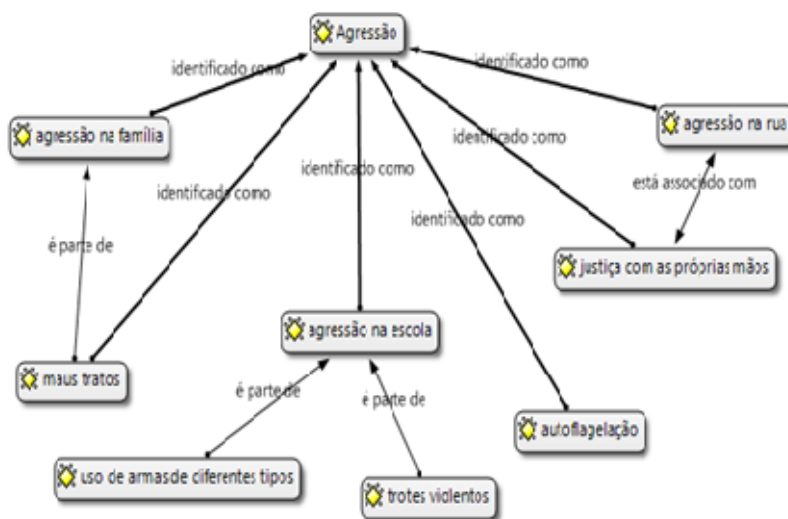 Agressão
identificado como
identificado como
agressão na família
agressão na rua
identificado como
identificado como
está associado com
identificado como
identificado como
é parte de
justiça com as próprias mãos
agressão na escola
maus tratos
é parte de
é parte de
autoflagelação
uso de armas de diferentes tipos
trotes violentos